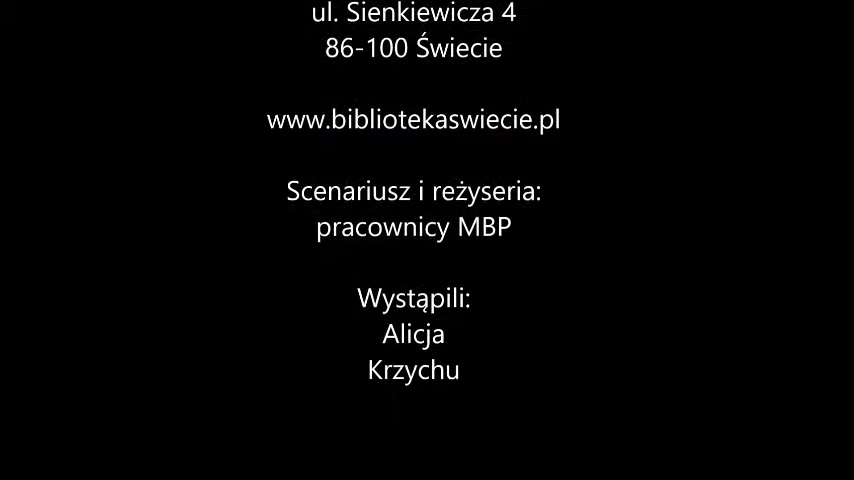 ul. Sienkiewicza 4
86-100 Świecie
www.bibliotekaswiecie.pl
Scenariusz i reżyseria:
pracownicy MBP
Wystąpili:
Alicja
Krzychu